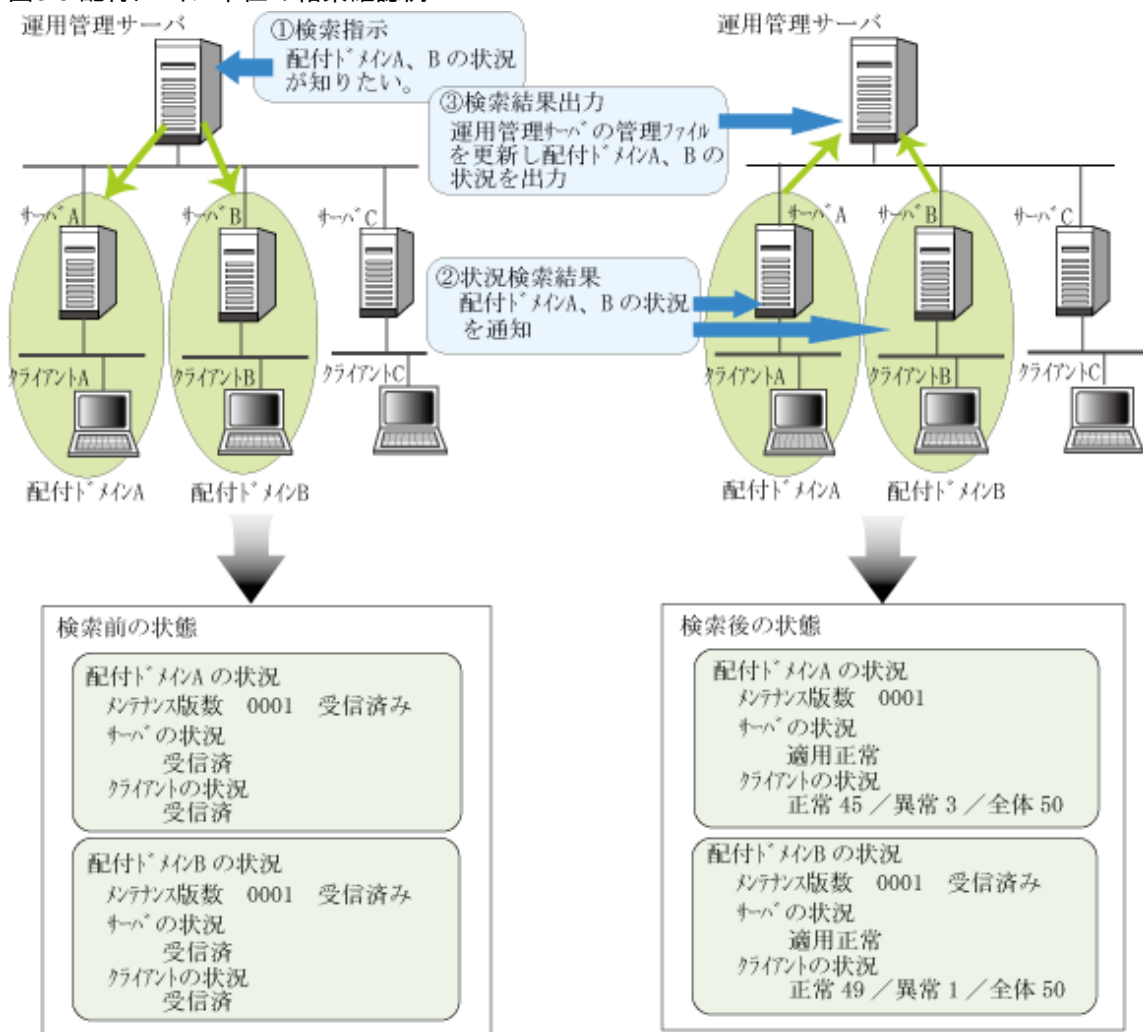 運用管理サーバ
①検索指示
配付ドメインA、Bの状況
が知りたい。
サーバA
サーバB
サーバC
クライアントA
クライアントB
クライアントC
配付ドメインA
配付ドメインB
運用管理サーバ
③検索結果出力
運用管理サーバの管理ファイル
を更新し配付ドメインA、Bの
状況を出力
サーバA
サーバB
サーバC
②状況検索結果
配付ドメインA、Bの状況
を通知
クライアントA
クライアントB
クライアントC
配付ドメインA
配付ドメインB
検索前の状態
配付ドメインAの状況
メンテナンス版数 0001 受信済み
サーバの状況
受信済
クライアントの状況
受信済
配付ドメインBの状況
メンテナンス版数 0001 受信済み
サーバの状況
受信済
クライアントの状況
受信済
検索後の状態
配付ドメインAの状況
メンテナンス版数 0001
サーバの状況
適用正常
クライアントの状況
正常45／異常3／全体50
配付ドメインBの状況
メンテナンス版数 0001 受信済み
サーバの状況
適用正常
クライアントの状況
正常49／異常1／全体50